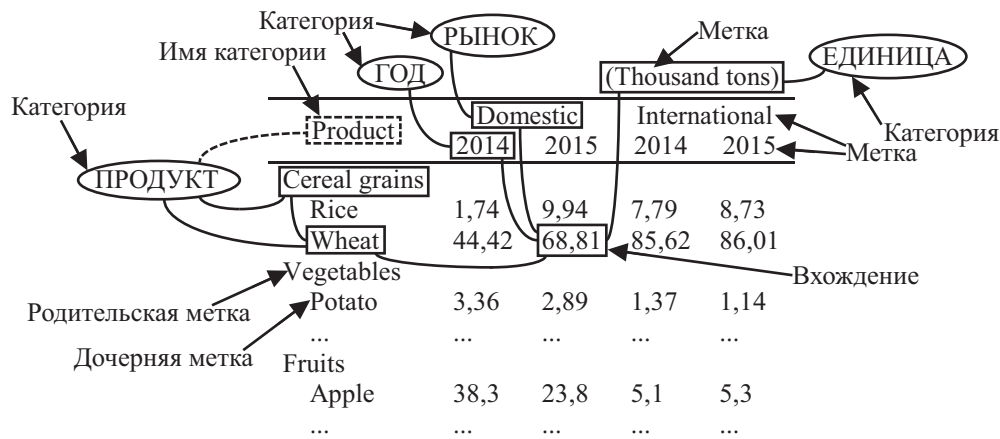 Категория
РЫНОК
Метка
Имя категории
ГОД
(Thousand tons)
ЕДИНИЦА
Категория
Product
Domestic
International
Категория
2014 2015 2014 2015
Метка
ПРОДУКТ
Cereal grains
Rice 1,74 9,94 7,79 8,73
Wheat 44,42 68,81 85,62 86,01
Vegetables
Вхождение
Родительская метка
Potato 3,36 2,89 1,37 1,14
... ... ... ... ...
Дочерняя метка
Fruits
Apple 38,3 23,8 5,1 5,3
... ... ... ... ...